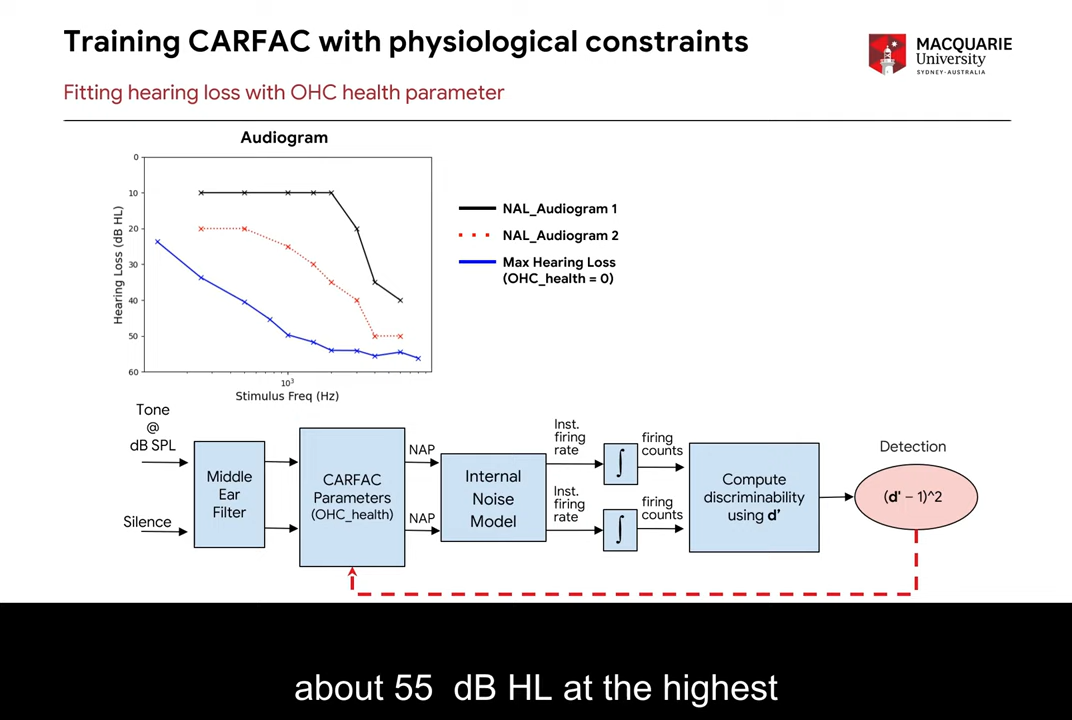 Training CARFAC with physiological constraints
MACQUARIE
University
SYDNEY·AUSTRALIA
Fitting hearing loss with OHC health parameter
Audiogram
0
10
20
30
40
50
60
Hearing Loss (dB HL)
10³
Stimulus Freq (Hz)
NAL_Audiogram 1
NAL_Audiogram 2
Max Hearing Loss
(OHC_health = 0)
Tone
@
dB SPL
Silence
Middle
Ear
Filter
CARFAC
Parameters
(OHC_health)
NAP
NAP
Internal
Noise
Model
Inst.
firing
rate
Inst.
firing
rate
∫
∫
firing
counts
firing
counts
Compute
discriminability
using d'
Detection
(d' − 1)^2
about 55  dB HL at the highest